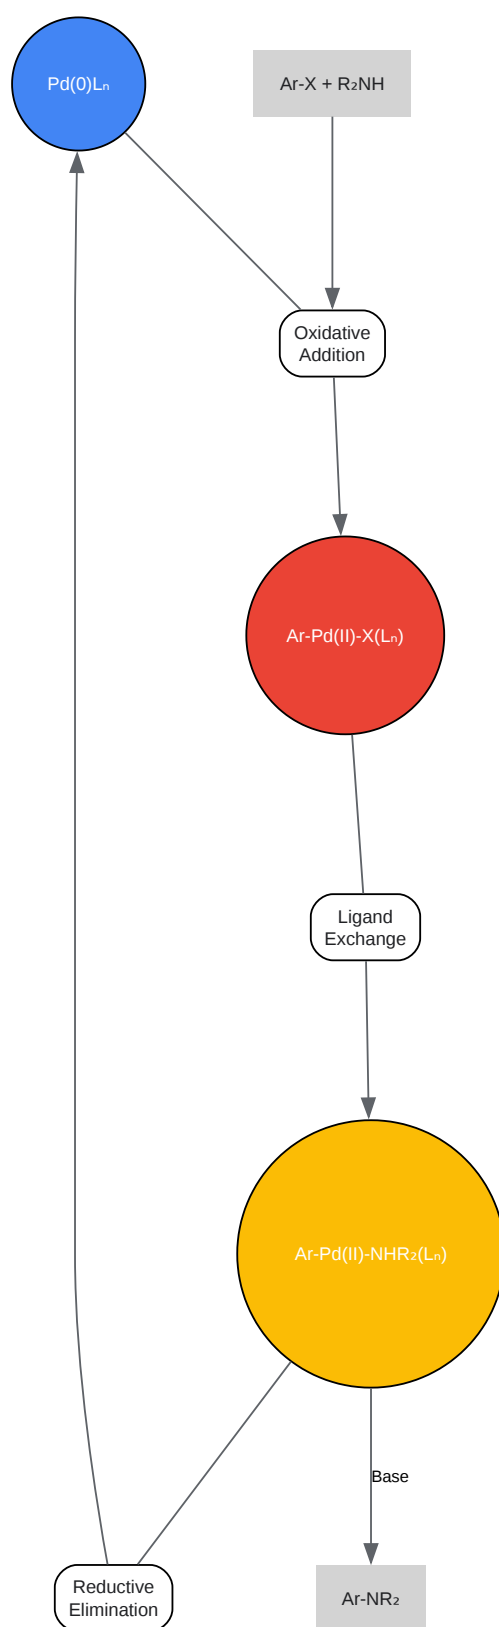 Pd(0)Lₙ
Ar-X + R₂NH
Oxidative
Addition
Ar-Pd(II)-X(Lₙ)
Ligand
Exchange
Ar-Pd(II)-NHR₂(Lₙ)
Base
Reductive
Elimination
Ar-NR₂